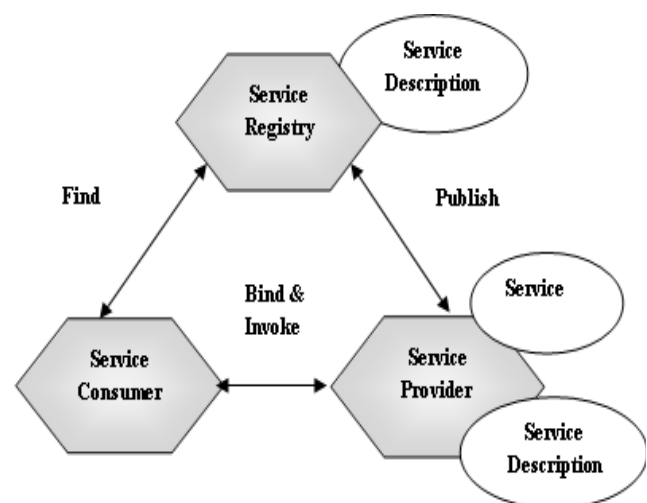 Service
Description
Service
Registry
Find
Publish
Bind &
Invoke
Service
Service
Consumer
Service
Provider
Service
Description